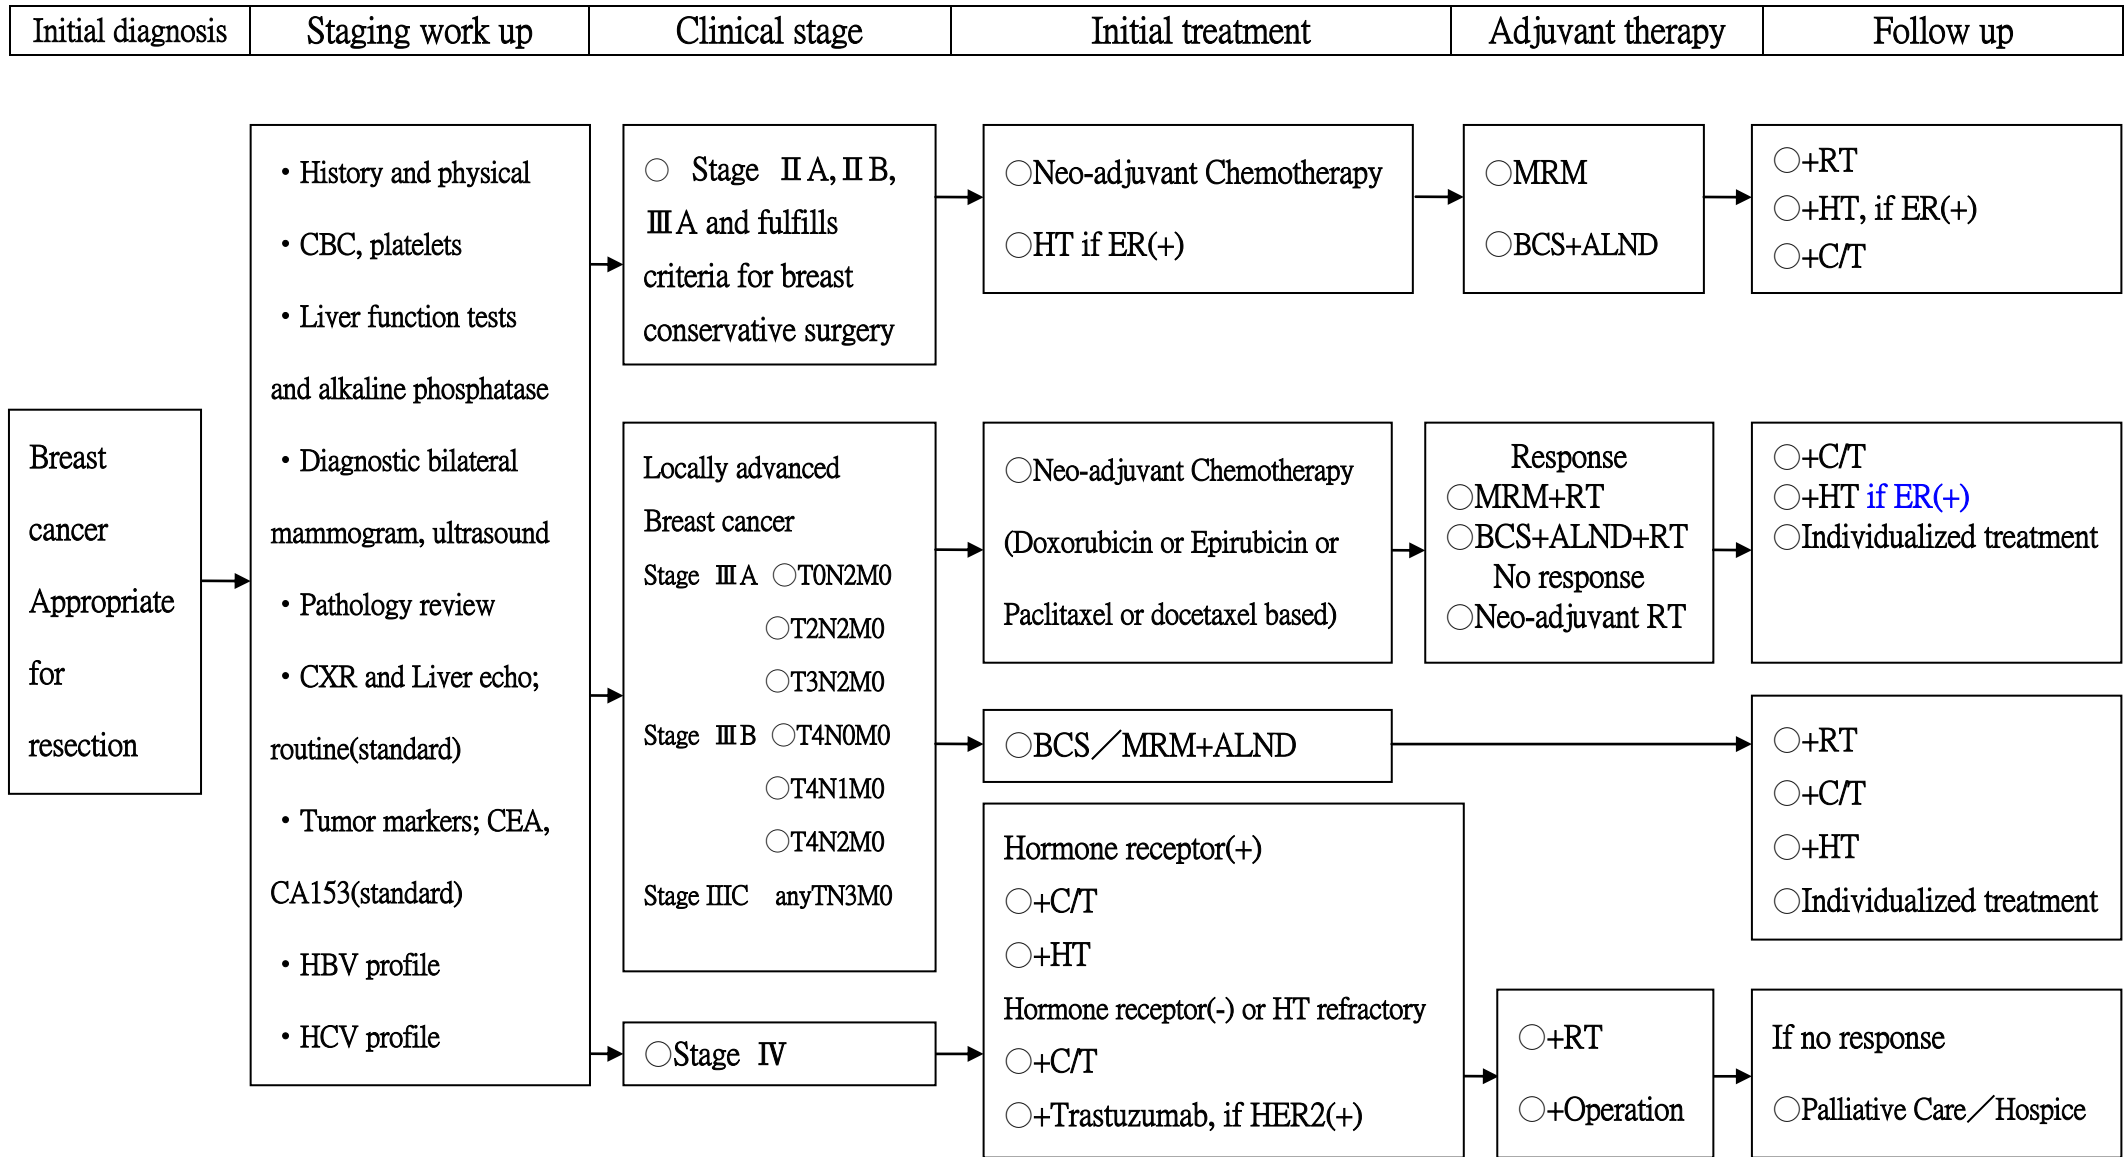 Initial diagnosis
Staging work up
Clinical stage
Initial treatment
Adjuvant therapy
Follow up
Breast
cancer
Appropriate
for
resection
・History and physical
・CBC, platelets
・Liver function tests
and alkaline phosphatase
・Diagnostic bilateral
mammogram, ultrasound
・Pathology review
・CXR and Liver echo;
routine(standard)
・Tumor markers; CEA,
CA153(standard)
・HBV profile
・HCV profile
○ Stage ⅡA,ⅡB,
ⅢA and fulfills
criteria for breast
conservative surgery
○Neo-adjuvant Chemotherapy
○HT if ER(+)
○MRM
○BCS+ALND
○+RT
○+HT, if ER(+)
○+C/T
Locally advanced
Breast cancer
Stage ⅢA ○T0N2M0
○T2N2M0
○T3N2M0
Stage ⅢB ○T4N0M0
○T4N1M0
○T4N2M0
Stage IIIC anyTN3M0
○Neo-adjuvant Chemotherapy
(Doxorubicin or Epirubicin or
Paclitaxel or docetaxel based)
Response
○MRM+RT
○BCS+ALND+RT
No response
○Neo-adjuvant RT
○+C/T
○+HT if ER(+)
○Individualized treatment
○BCS／MRM+ALND
○+RT
○+C/T
○+HT
○Individualized treatment
○Stage Ⅳ
Hormone receptor(+)
○+C/T
○+HT
Hormone receptor(-) or HT refractory
○+C/T
○+Trastuzumab, if HER2(+)
○+RT
○+Operation
If no response
○Palliative Care／Hospice